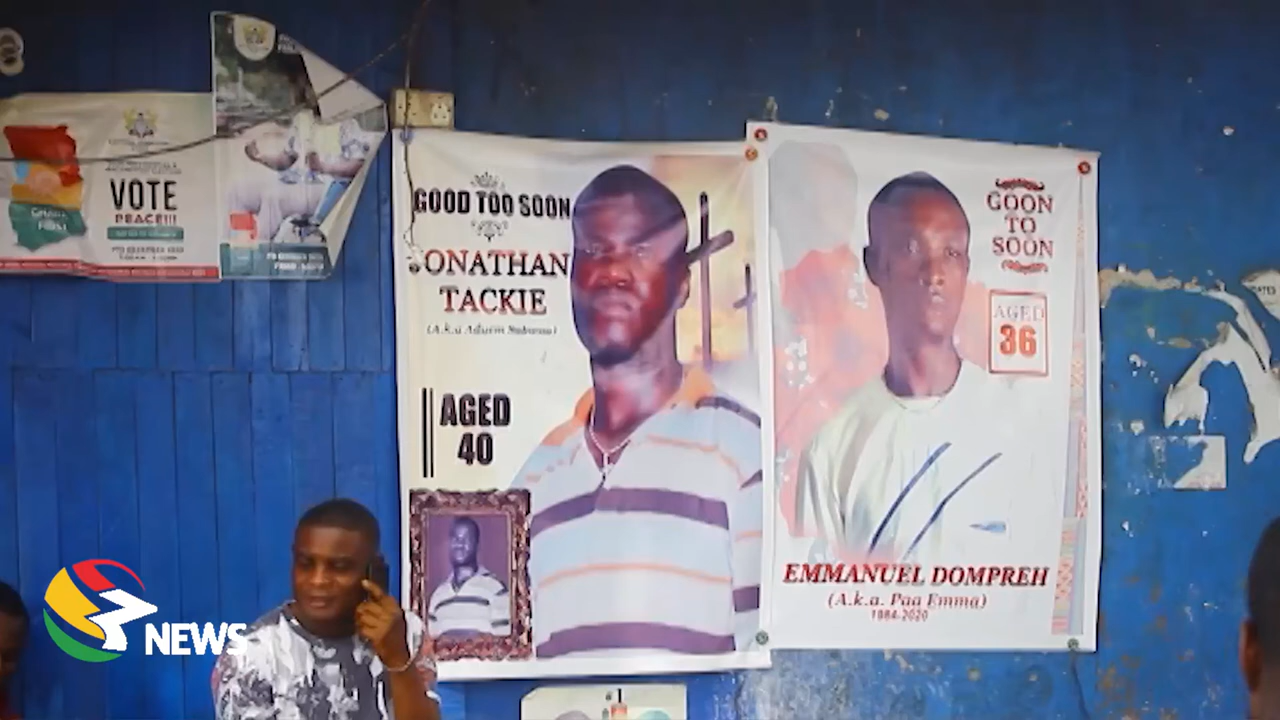 VOTE
PEACE!!!
GOOD TOO SOON
ONATHAN
TACKIE
AGED
40
GOON
TO
SOON
AGED
36
EMMANUEL DOMPREH
(A.k.a. Paa Emma)
1984-2020
NEWS